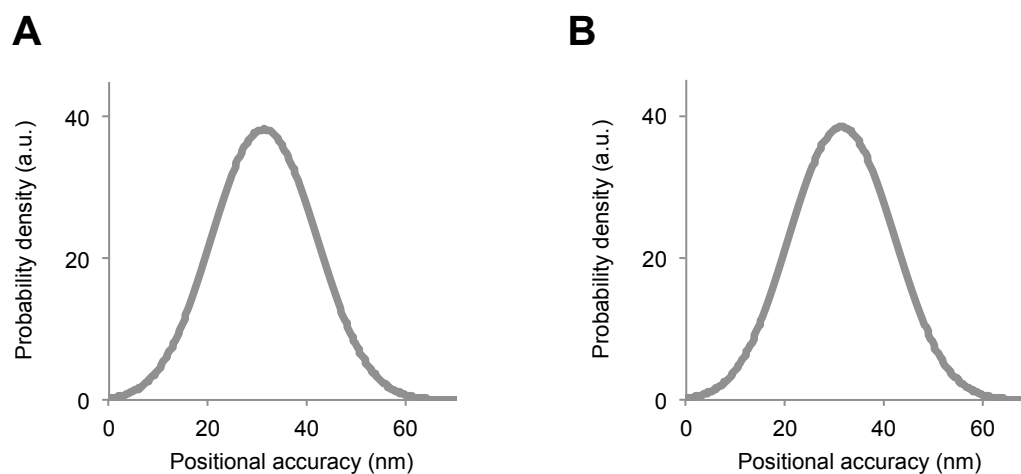 A
Probability density (a.u.)
40
20
0
0 20 40 60
Positional accuracy (nm)
B
Probability density (a.u.)
40
20
0
0 20 40 60
Positional accuracy (nm)